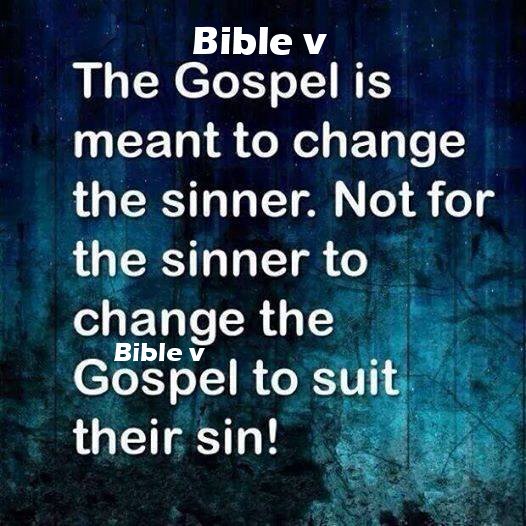 Bible v
The Gospel is
meant to change
the sinner. Not for
the sinner to
change the
Bible v
Gospel to suit
their sin!